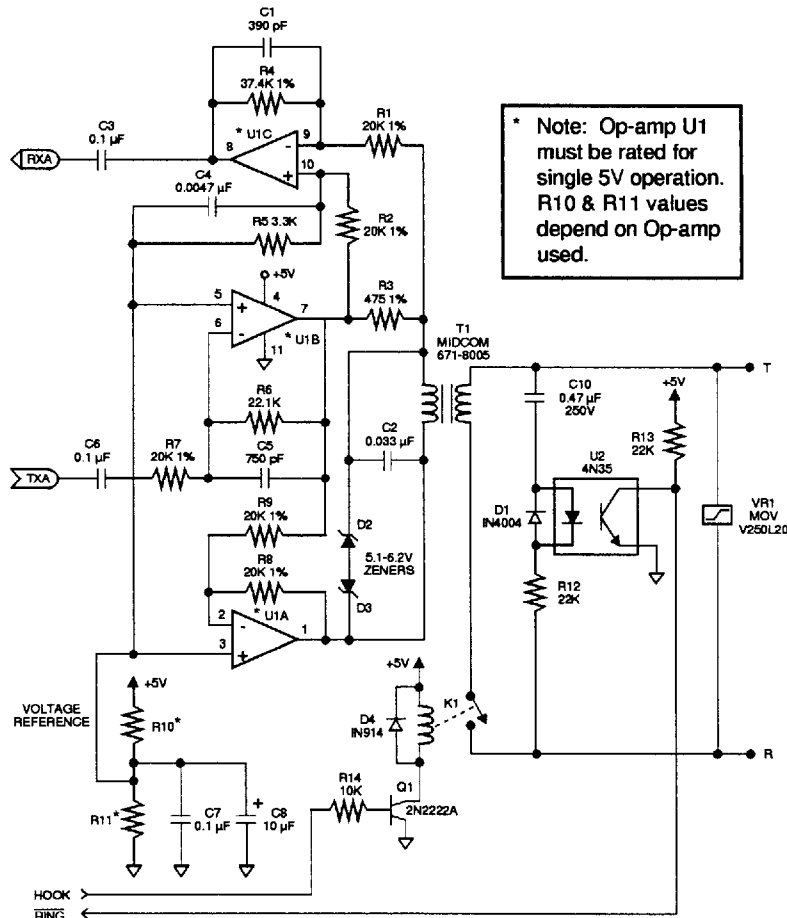 C1
390 pF
R4
37.4K 1%
C3
0.1 µF
* U1C
8
9
10
-
+
R1
20K 1%
RXA
C4
0.0047 µF
R5 3.3K
R2
20K 1%
* Note: Op-amp U1
must be rated for
single 5V operation.
R10 & R11 values
depend on Op-amp
used.
+5V
5
4
+
6
-
7
11
* U1B
R3
475 1%
T1
MIDCOM
671-8005
T
R6
22.1K
C2
0.033 µF
C10
0.47 µF
250V
+5V
R13
22K
C6
0.1 µF
R7
20K 1%
C5
750 pF
TXA
U2
4N35
D1
IN4004
VR1
MOV
V250L20
R9
20K 1%
D2
5.1-6.2V
ZENERS
D3
R8
20K 1%
R12
22K
* U1A
2
-
3
+
1
+5V
VOLTAGE
REFERENCE
R10*
+5V
D4
IN914
K1
R
R11*
C7
0.1 µF
+
C8
10 µF
R14
10K
Q1
2N2222A
HOOK
RING